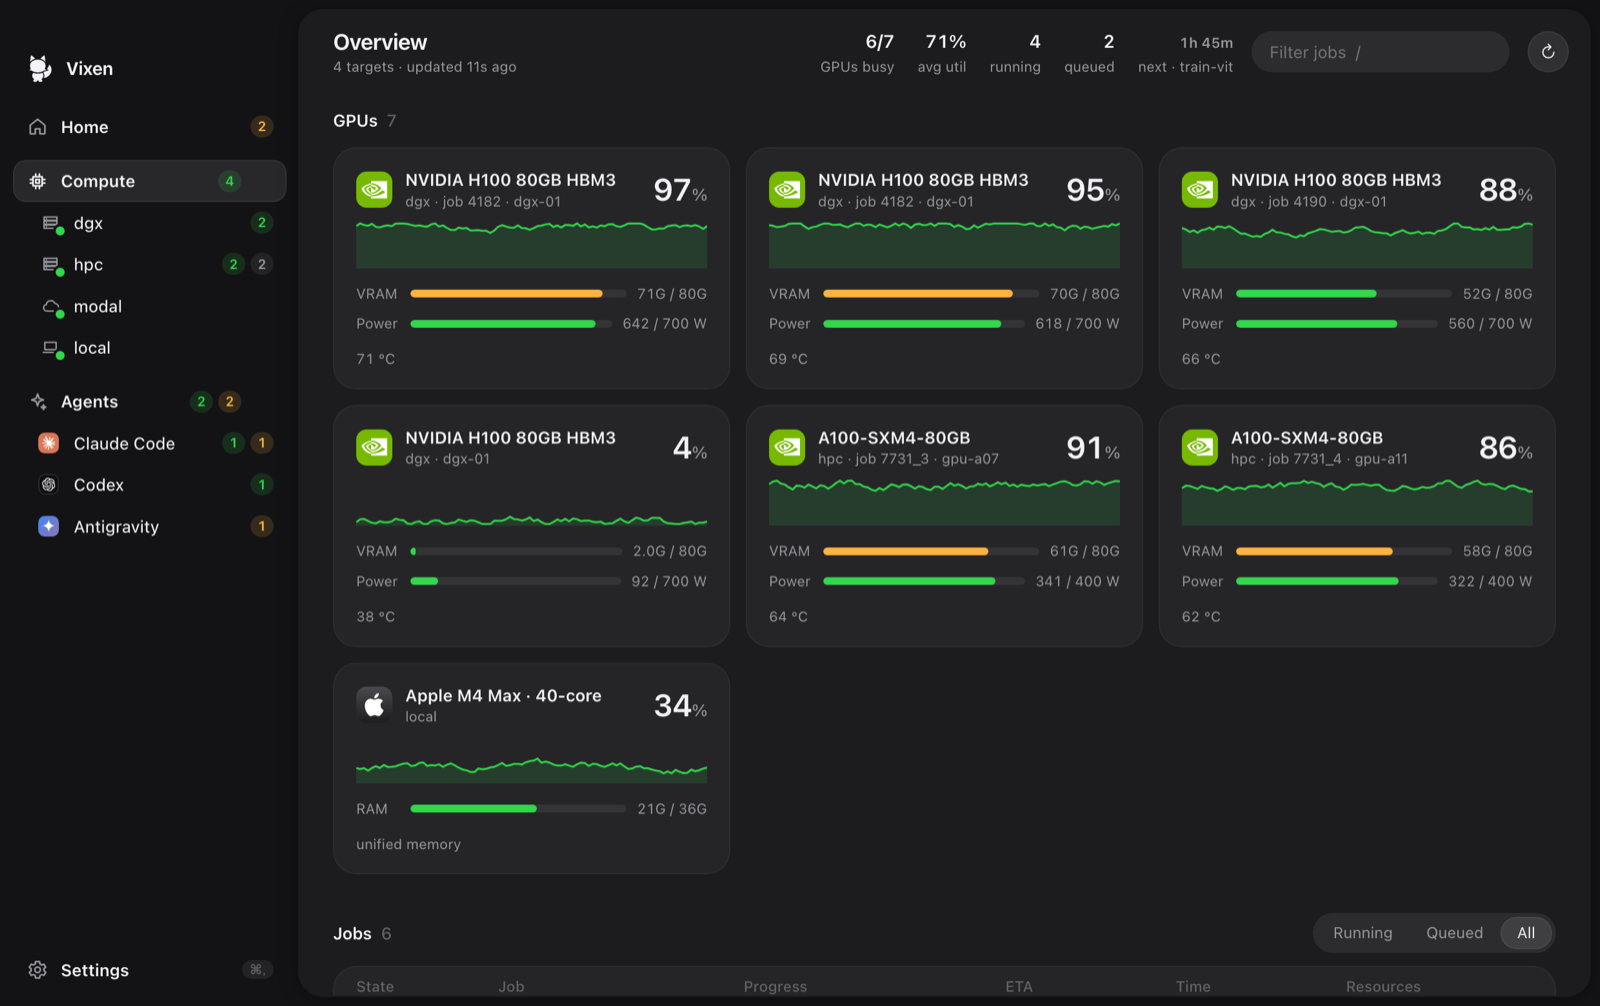 Vixen
Home 2
Compute 4
dgx 2
hpc 2 2
modal
local
Agents 2 2
Claude Code 1 1
Codex 1
Antigravity 1
Settings ⌘,
Overview
4 targets · updated 11s ago
6/7
GPUs busy
71%
avg util
4
running
2
queued
1h 45m
next · train-vit
Filter jobs /
GPUs 7
NVIDIA H100 80GB HBM3
dgx · job 4182 · dgx-01
97%
VRAM 71G / 80G
Power 642 / 700 W
71 °C
NVIDIA H100 80GB HBM3
dgx · job 4182 · dgx-01
95%
VRAM 70G / 80G
Power 618 / 700 W
69 °C
NVIDIA H100 80GB HBM3
dgx · job 4190 · dgx-01
88%
VRAM 52G / 80G
Power 560 / 700 W
66 °C
NVIDIA H100 80GB HBM3
dgx · dgx-01
4%
VRAM 2.0G / 80G
Power 92 / 700 W
38 °C
A100-SXM4-80GB
hpc · job 7731_3 · gpu-a07
91%
VRAM 61G / 80G
Power 341 / 400 W
64 °C
A100-SXM4-80GB
hpc · job 7731_4 · gpu-a11
86%
VRAM 58G / 80G
Power 322 / 400 W
62 °C
Apple M4 Max · 40-core
local
34%
RAM 21G / 36G
unified memory
Jobs 6
Running Queued All
State Job Progress ETA Time Resources